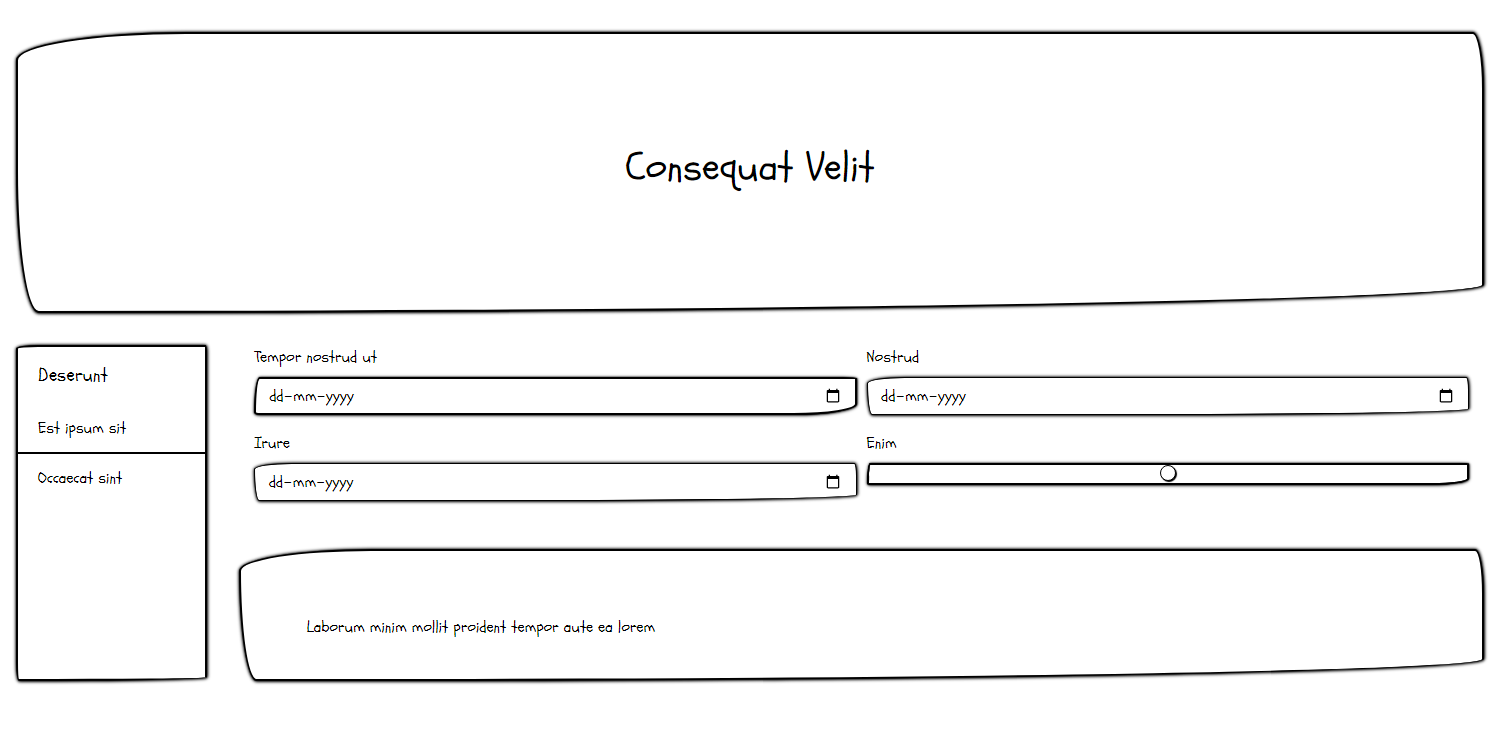 Consequat Velit
Deserunt
Est ipsum sit
Occaecat sint
Tempor nostrud ut
dd-mm-yyyy
Nostrud
dd-mm-yyyy
Irure
dd-mm-yyyy
Enim
Laborum minim mollit proident tempor aute ea lorem